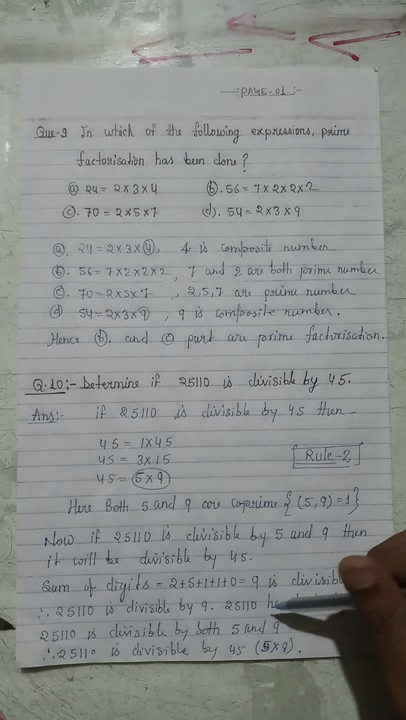 PAGE-01 :-
Que-9 In which of the following expressions, prime
factorisation has been done?
(a) 24 = 2×3×4 (b). 56 = 7×2×2×2
(c). 70 = 2×5×7 (d). 54 = 2×3×9
(a). 24 = 2×3×(4), 4 is composite number
(b). 56 = 7×2×2×2, 7 and 2 are both prime number
(c). 70 = 2×5×7, 2,5,7 are prime number
(d) 54 = 2×3×(9), 9 is composite number.
Hence (b). and (c) part are prime factorisation.
Q.10:- Determine if 25110 is divisible by 45.
Ans:- if 25110 is divisible by 45 then -
45 = 1×45
45 = 3×15
Rule-2
45 = (5×9)
Here Both 5 and 9 are coprime {(5,9)=1}
Now if 25110 is divisible by 5 and 9 then
it will be divisible by 45.
Sum of digits = 2+5+1+1+0 = 9 is divisible
∴ 25110 is divisible by 9. 25110
25110 is divisible by both 5 and 9
∴ 25110 is divisible by 45 (5×9).